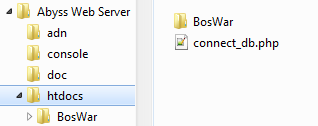 Abyss Web Server
adn
console
doc
htdocs
BosWar
BosWar
connect_db.php